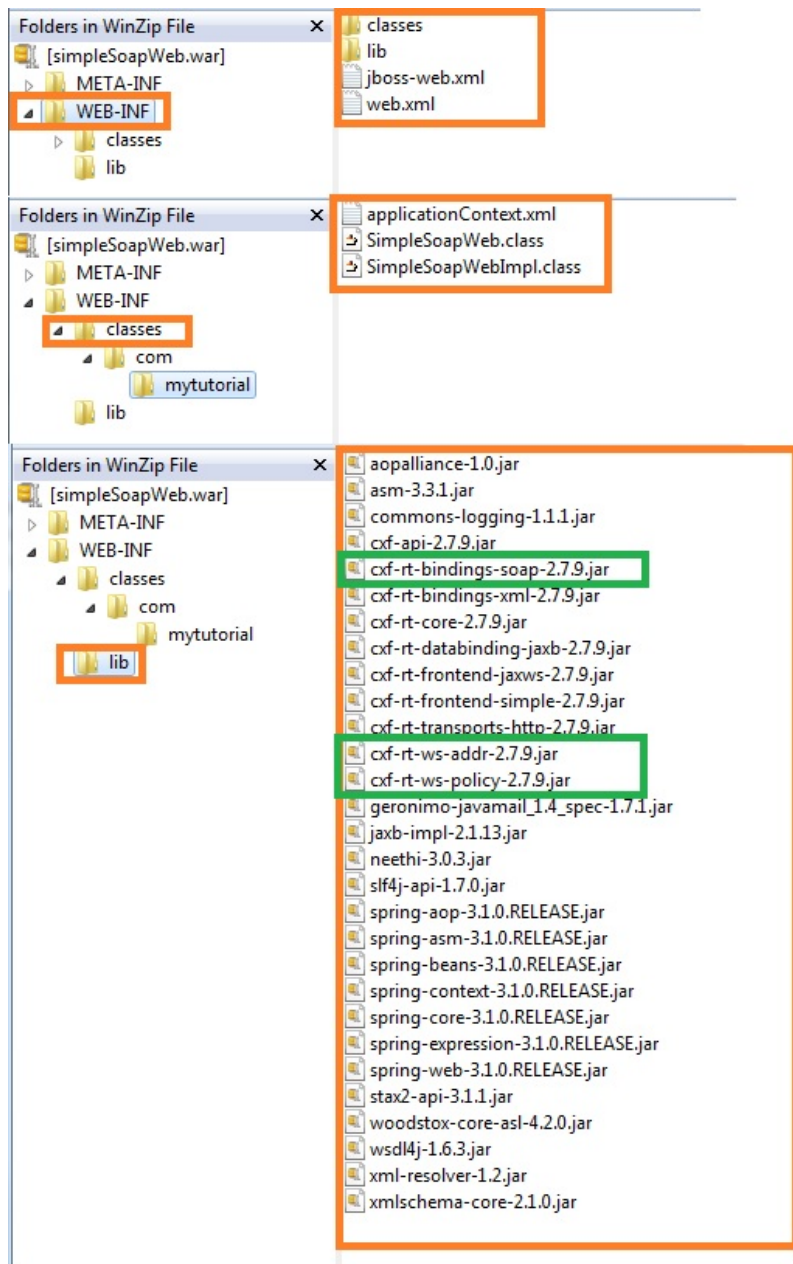 Folders in WinZip File
[simpleSoapWeb.war]
META-INF
WEB-INF
classes
lib
classes
lib
jboss-web.xml
web.xml
Folders in WinZip File
[simpleSoapWeb.war]
META-INF
WEB-INF
classes
com
mytutorial
lib
applicationContext.xml
SimpleSoapWeb.class
SimpleSoapWebImpl.class
Folders in WinZip File
[simpleSoapWeb.war]
META-INF
WEB-INF
classes
com
mytutorial
lib
aopalliance-1.0.jar
asm-3.3.1.jar
commons-logging-1.1.1.jar
cxf-api-2.7.9.jar
cxf-rt-bindings-soap-2.7.9.jar
cxf-rt-bindings-xml-2.7.9.jar
cxf-rt-core-2.7.9.jar
cxf-rt-databinding-jaxb-2.7.9.jar
cxf-rt-frontend-jaxws-2.7.9.jar
cxf-rt-frontend-simple-2.7.9.jar
cxf-rt-transports-http-2.7.9.jar
cxf-rt-ws-addr-2.7.9.jar
cxf-rt-ws-policy-2.7.9.jar
geronimo-javamail_1.4_spec-1.7.1.jar
jaxb-impl-2.1.13.jar
neethi-3.0.3.jar
slf4j-api-1.7.0.jar
spring-aop-3.1.0.RELEASE.jar
spring-asm-3.1.0.RELEASE.jar
spring-beans-3.1.0.RELEASE.jar
spring-context-3.1.0.RELEASE.jar
spring-core-3.1.0.RELEASE.jar
spring-expression-3.1.0.RELEASE.jar
spring-web-3.1.0.RELEASE.jar
stax2-api-3.1.1.jar
woodstox-core-asl-4.2.0.jar
wsdl4j-1.6.3.jar
xml-resolver-1.2.jar
xmlschema-core-2.1.0.jar